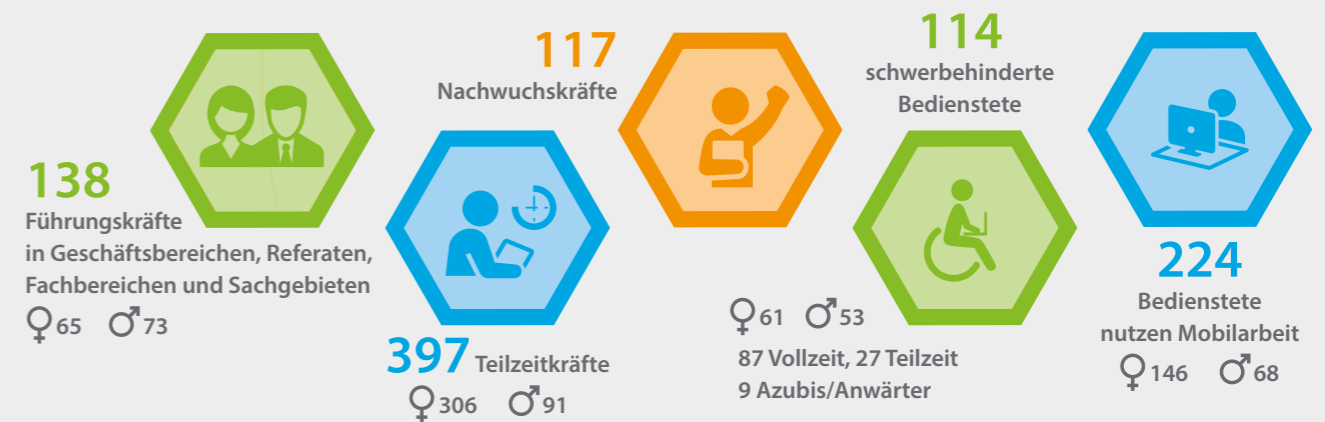 138
Führungskräfte
in Geschäftsbereichen, Referaten,
Fachbereichen und Sachgebieten
♀ 65 ♂ 73
397 Teilzeitkräfte
♀ 306 ♂ 91
117
Nachwuchskräfte
114
schwerbehinderte
Bedienstete
♀ 61 ♂ 53
87 Vollzeit, 27 Teilzeit
9 Azubis/Anwärter
224
Bedienstete
nutzen Mobilarbeit
♀ 146 ♂ 68